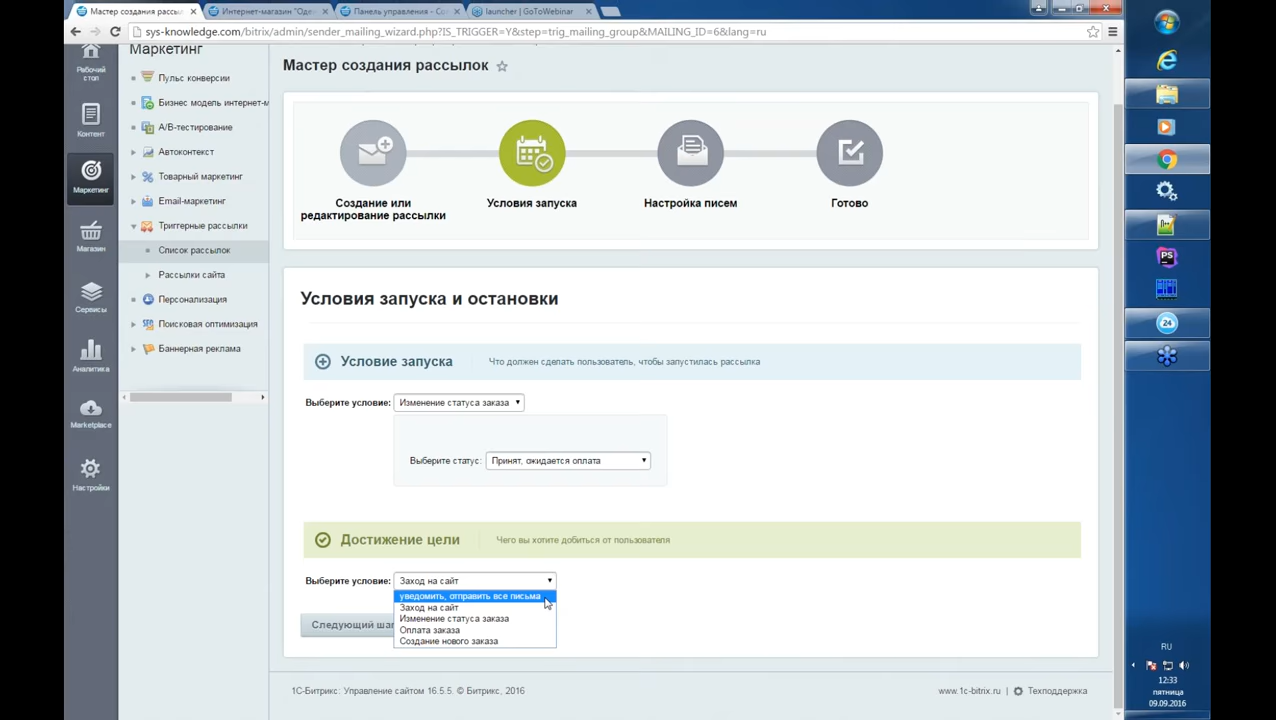 Мастер создания рассыло
Интернет-магазин "Оде
Панель управления - Со
launcher | GoToWebinar
sys-knowledge.com/bitrix/admin/sender_mailing_wizard.php?IS_TRIGGER=Y&step=trig_mailing_group&MAILING_ID=6&lang=ru
Рабочий
стол
Контент
Маркетинг
Магазин
Сервисы
Аналитика
Marketplace
Настройки
Маркетинг
Пульс конверсии
Бизнес модель интернет-м
A/B-тестирование
Автоконтекст
Товарный маркетинг
Email-маркетинг
Триггерные рассылки
Список рассылок
Рассылки сайта
Персонализация
Поисковая оптимизация
Баннерная реклама
Мастер создания рассылок
Создание или
редактирование рассылки
Условия запуска
Настройка писем
Готово
Условия запуска и остановки
Условие запуска
Что должен сделать пользователь, чтобы запустилась рассылка
Выберите условие: Изменение статуса заказа
Выберите статус: Принят, ожидается оплата
Достижение цели
Чего вы хотите добиться от пользователя
Выберите условие: Заход на сайт
уведомить, отправить все письма
Заход на сайт
Изменение статуса заказа
Оплата заказа
Создание нового заказа
Следующий шаг
1С-Битрикс: Управление сайтом 16.5.5. © Битрикс, 2016
www.1c-bitrix.ru
Техподдержка
PS
24
RU
12:33
пятница
09.09.2016